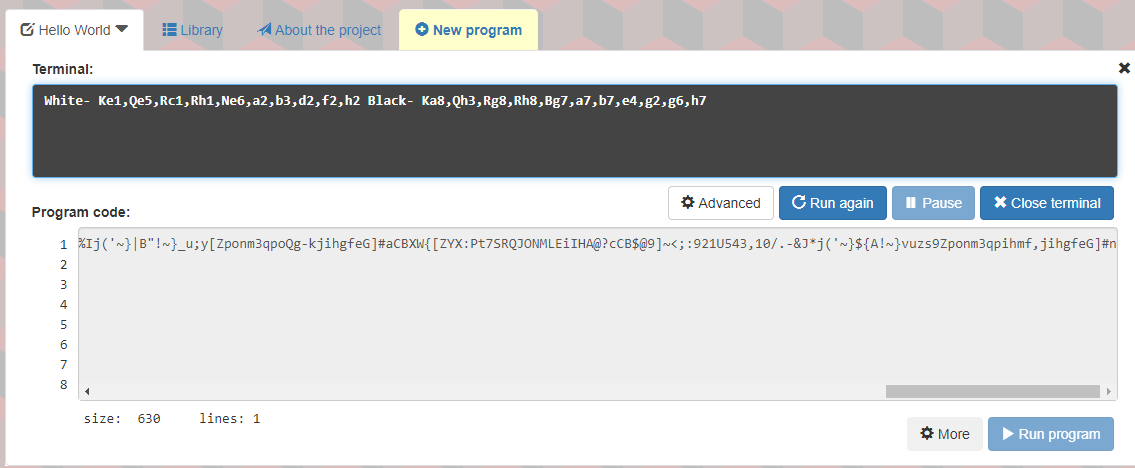 Hello World Library About the project New program
Terminal:
White- Ke1,Qe5,Rc1,Rh1,Ne6,a2,b3,d2,f2,h2 Black- Ka8,Qh3,Rg8,Rh8,Bg7,a7,b7,e4,g2,g6,h7
Advanced Run again Pause Close terminal
Program code:
1 %Ij('~}|B"!~}_u;y[Zponm3qpoQg-kjihgfeG]#aCBXW{[ZYX:Pt7SRQJONMLEiIHA@?cCB$@9]~<;:921U543,10/.-&J*j('~}${A!~}vuzs9Zponm3qpihmf,jihgfeG]#n
2
3
4
5
6
7
8
size: 630 lines: 1
More Run program